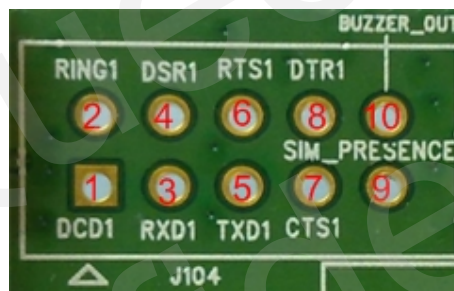 BUZZER_OUT
RING1 DSR1 RTS1 DTR1
2 4 6 8 10
SIM_PRESENCE
1 3 5 7 9
DCD1 RXD1 TXD1 CTS1
J104